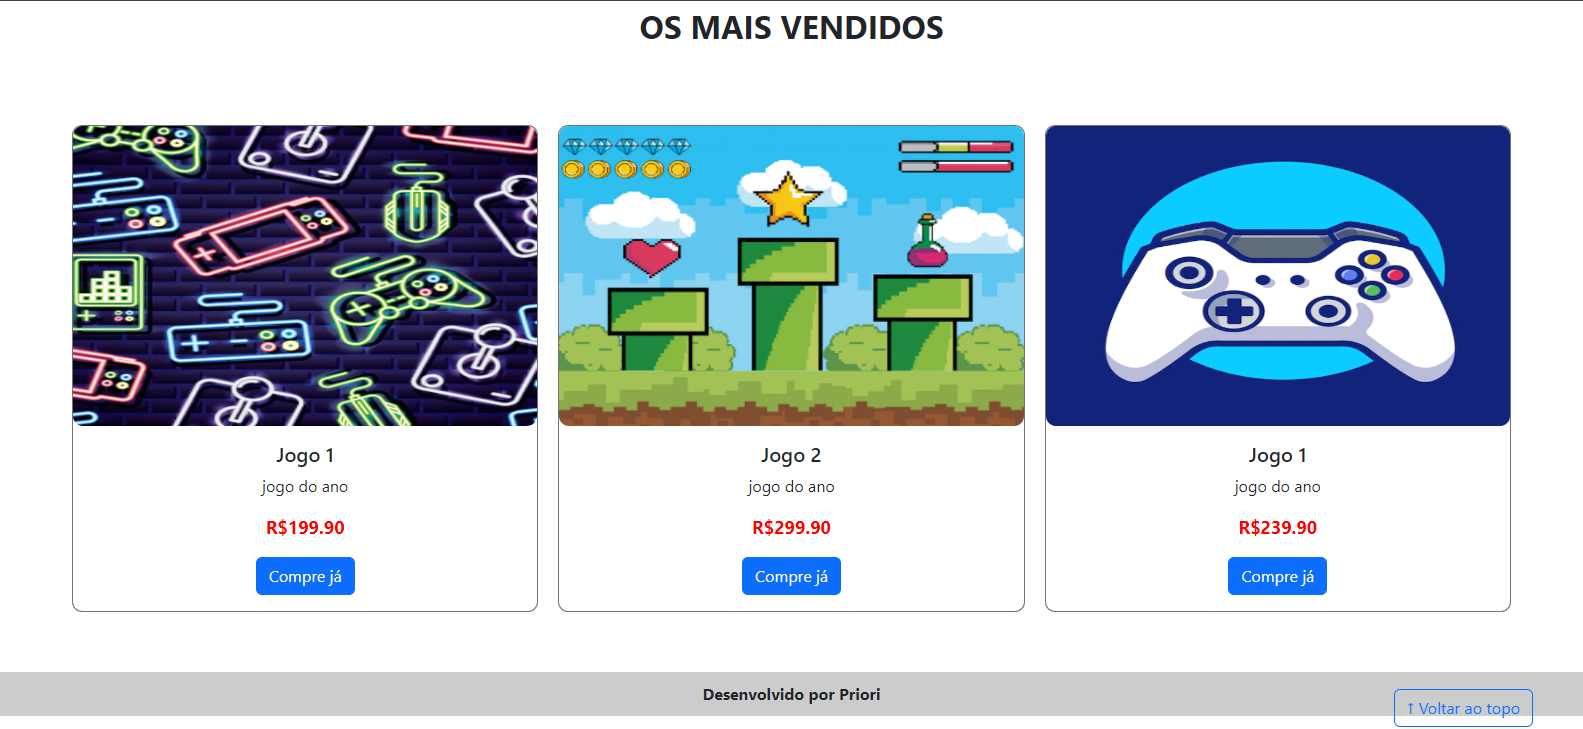 OS MAIS VENDIDOS
Jogo 1
jogo do ano
R$199.90
Compre já
Jogo 2
jogo do ano
R$299.90
Compre já
Jogo 1
jogo do ano
R$239.90
Compre já
Desenvolvido por Priori
↑ Voltar ao topo